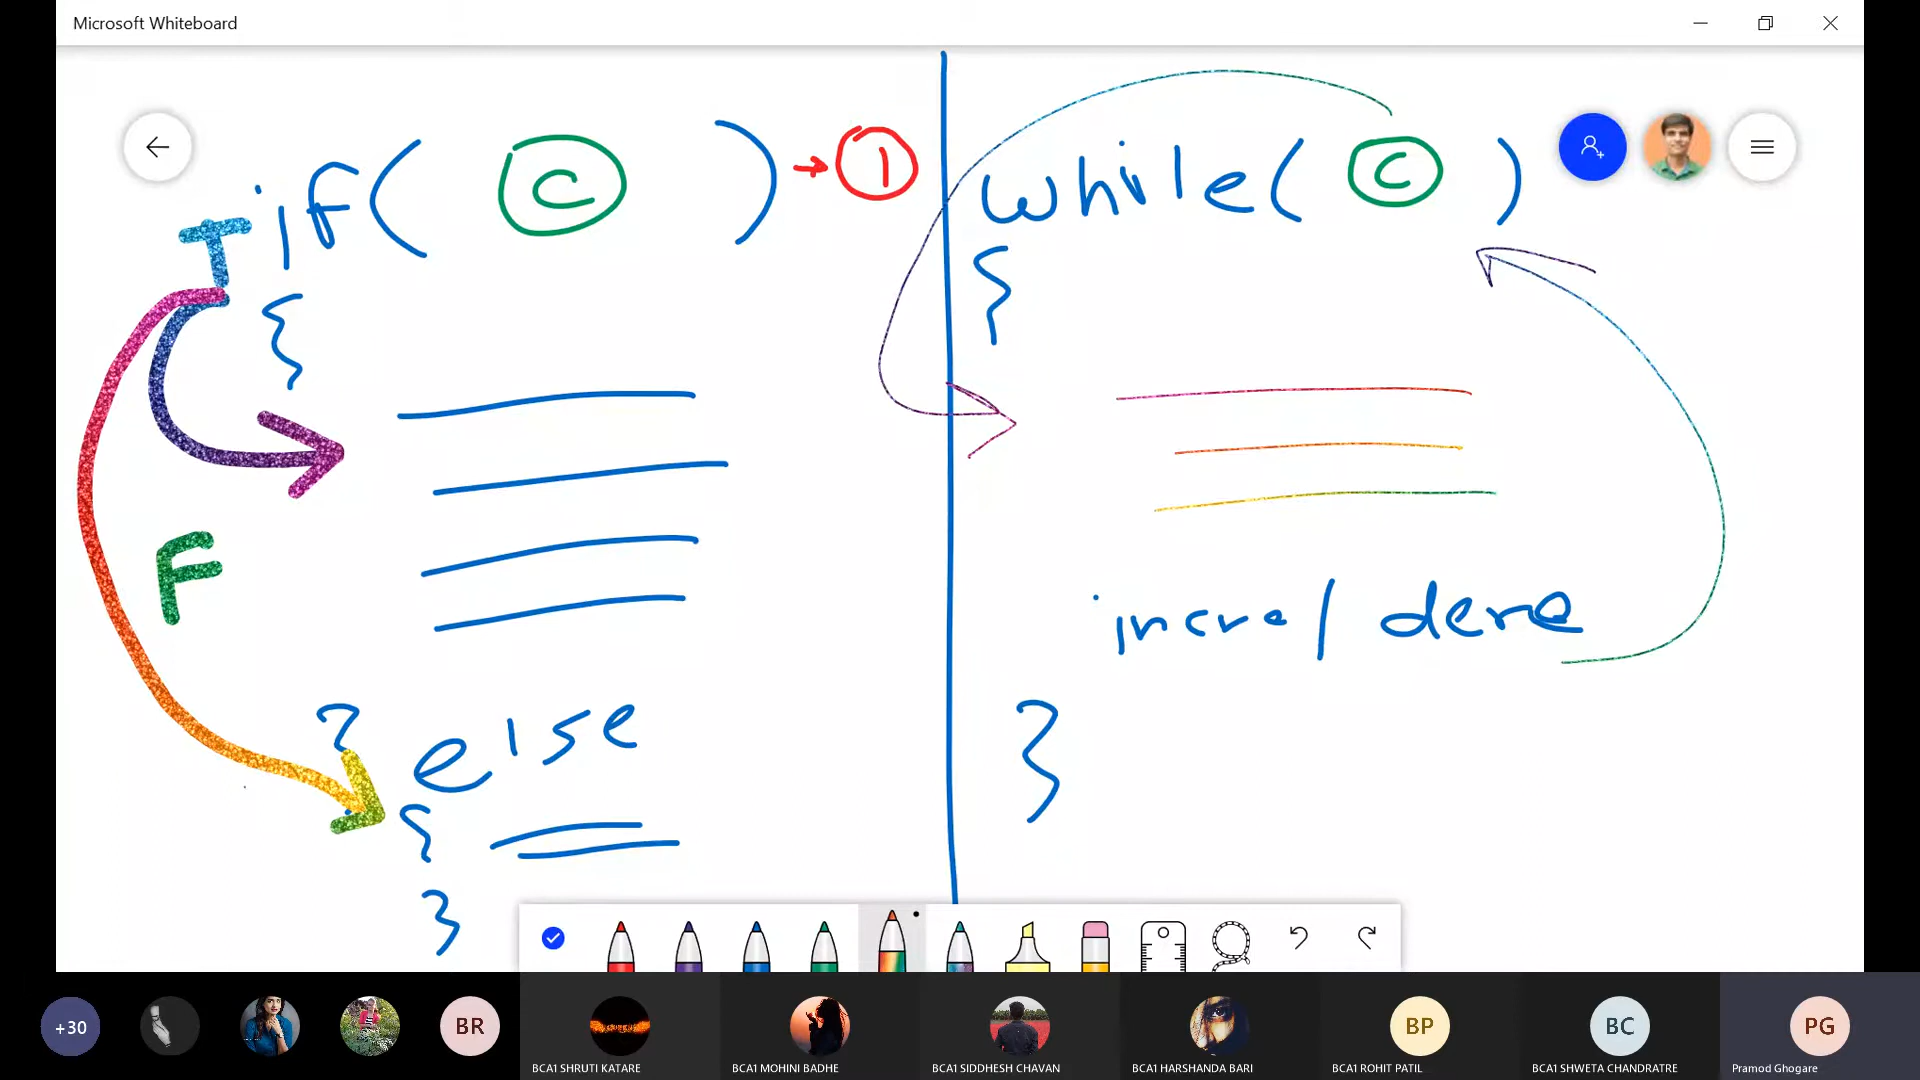 Microsoft Whiteboard
if( C ) → 1
T
{
F
} else
{
}
while( C )
{
incre/ dere
}
+30
BR
BP
BC
PG
BCA1 SHRUTI KATARE
BCA1 MOHINI BADHE
BCA1 SIDDHESH CHAVAN
BCA1 HARSHANDA BARI
BCA1 ROHIT PATIL
BCA1 SHWETA CHANDRATRE
Pramod Ghogare